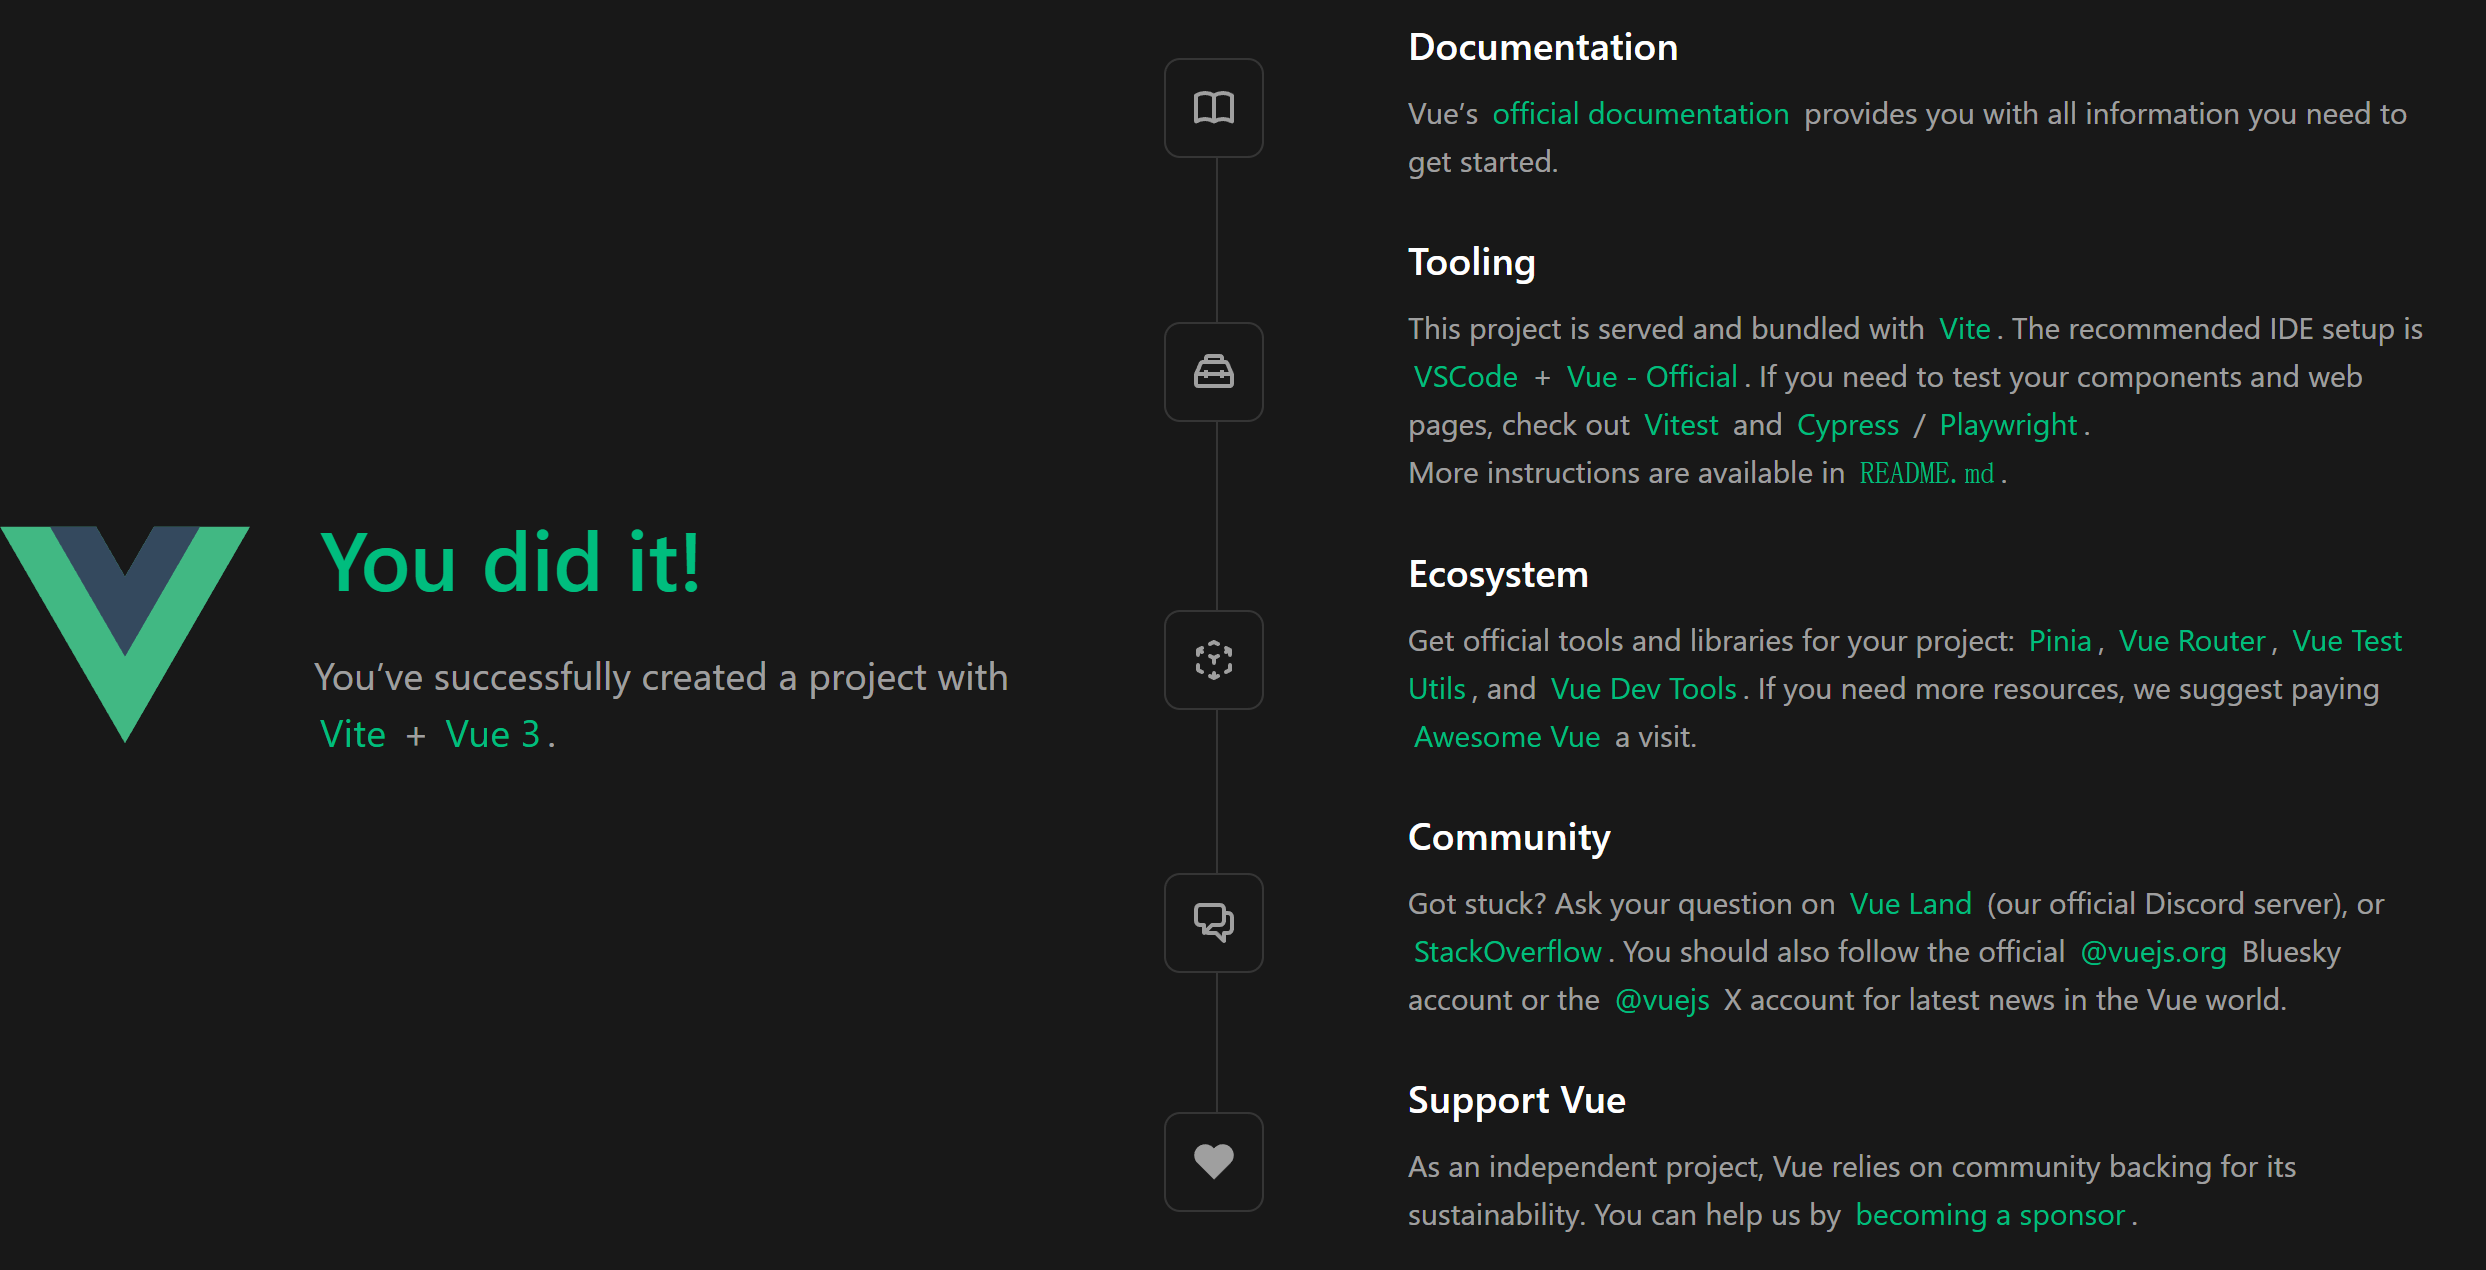 You did it!
You’ve successfully created a project with
Vite + Vue 3.
Documentation
Vue’s official documentation provides you with all information you need to
get started.
Tooling
This project is served and bundled with Vite. The recommended IDE setup is
VSCode + Vue - Official. If you need to test your components and web
pages, check out Vitest and Cypress / Playwright.
More instructions are available in README.md.
Ecosystem
Get official tools and libraries for your project: Pinia, Vue Router, Vue Test
Utils, and Vue Dev Tools. If you need more resources, we suggest paying
Awesome Vue a visit.
Community
Got stuck? Ask your question on Vue Land (our official Discord server), or
StackOverflow. You should also follow the official @vuejs.org Bluesky
account or the @vuejs X account for latest news in the Vue world.
Support Vue
As an independent project, Vue relies on community backing for its
sustainability. You can help us by becoming a sponsor.